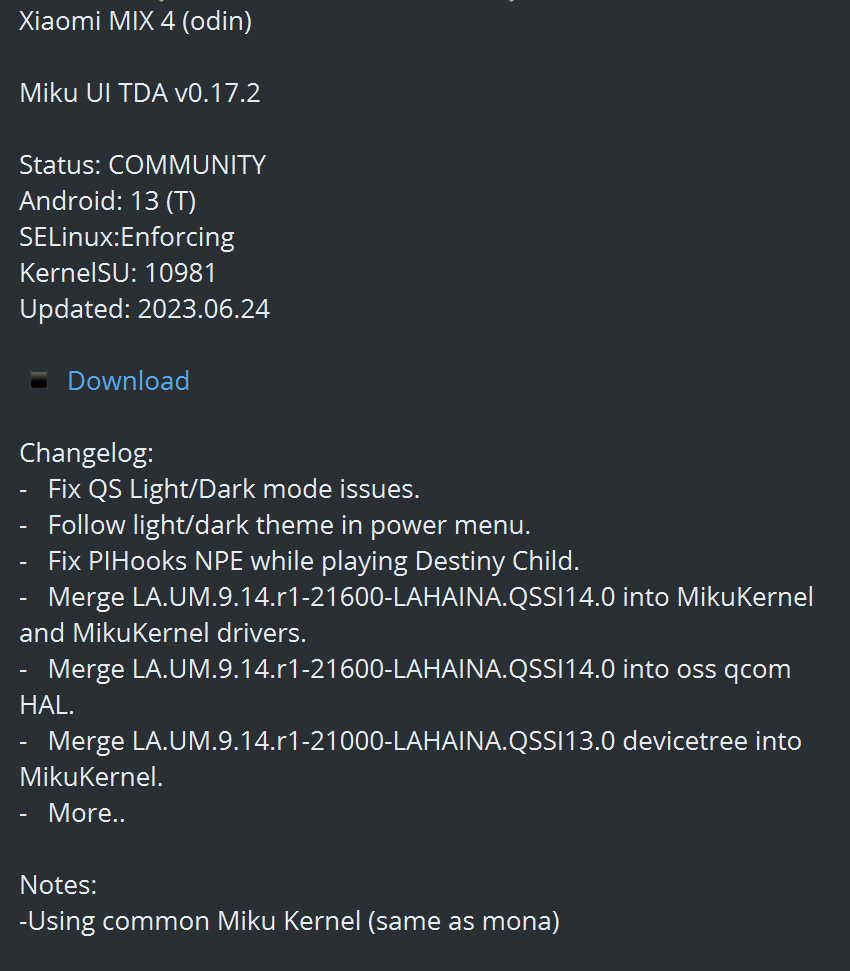 Xiaomi MIX 4 (odin)
Miku UI TDA v0.17.2
Status: COMMUNITY
Android: 13 (T)
SELinux:Enforcing
KernelSU: 10981
Updated: 2023.06.24
Download
Changelog:
- Fix QS Light/Dark mode issues.
- Follow light/dark theme in power menu.
- Fix PIHooks NPE while playing Destiny Child.
- Merge LA.UM.9.14.r1-21600-LAHAINA.QSSI14.0 into MikuKernel
and MikuKernel drivers.
- Merge LA.UM.9.14.r1-21600-LAHAINA.QSSI14.0 into oss qcom
HAL.
- Merge LA.UM.9.14.r1-21000-LAHAINA.QSSI13.0 devicetree into
MikuKernel.
- More..
Notes:
-Using common Miku Kernel (same as mona)